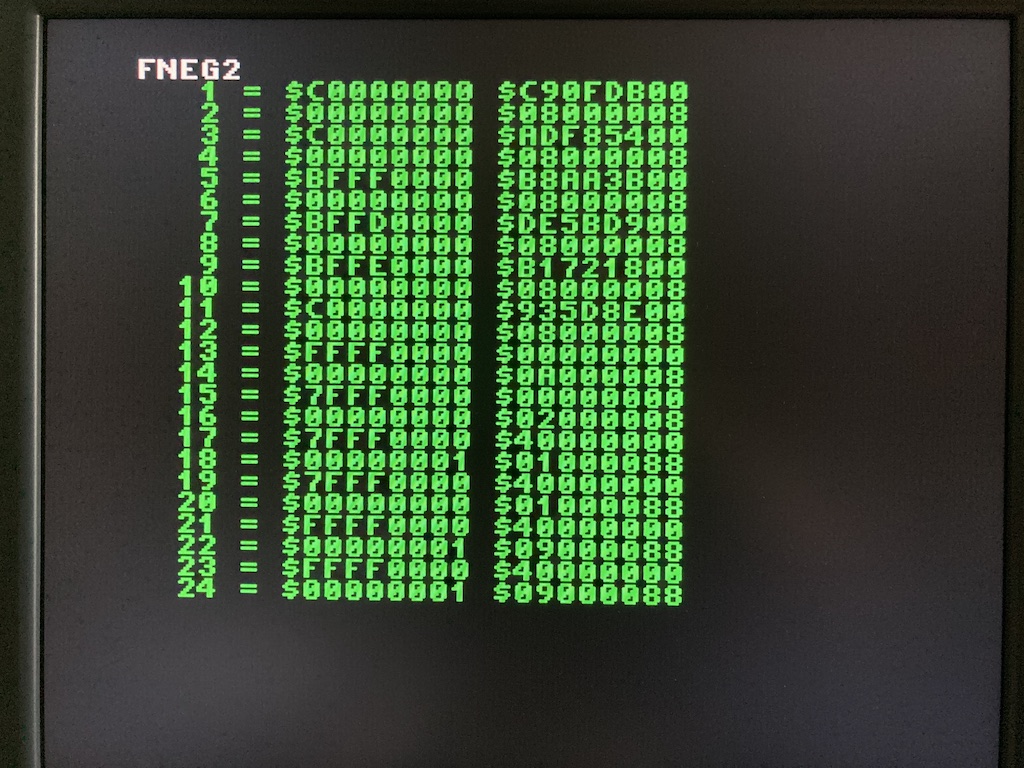 FNEG2
1 = $C0000000 $C90FDB00
2 = $00000000 $08000008
3 = $C0000000 $ADF85400
4 = $00000000 $08000008
5 = $BFFF0000 $B8AA3B00
6 = $00000000 $08000008
7 = $BFFD0000 $DE5BD900
8 = $00000000 $08000008
9 = $BFFE0000 $B1721800
10 = $00000000 $08000008
11 = $C0000000 $935D8E00
12 = $00000000 $08000008
13 = $FFFF0000 $00000000
14 = $00000000 $0A000008
15 = $7FFF0000 $00000000
16 = $00000000 $02000008
17 = $7FFF0000 $40000000
18 = $00000001 $01000088
19 = $7FFF0000 $40000000
20 = $00000001 $01000088
21 = $FFFF0000 $40000000
22 = $00000001 $09000088
23 = $FFFF0000 $40000000
24 = $00000001 $09000088